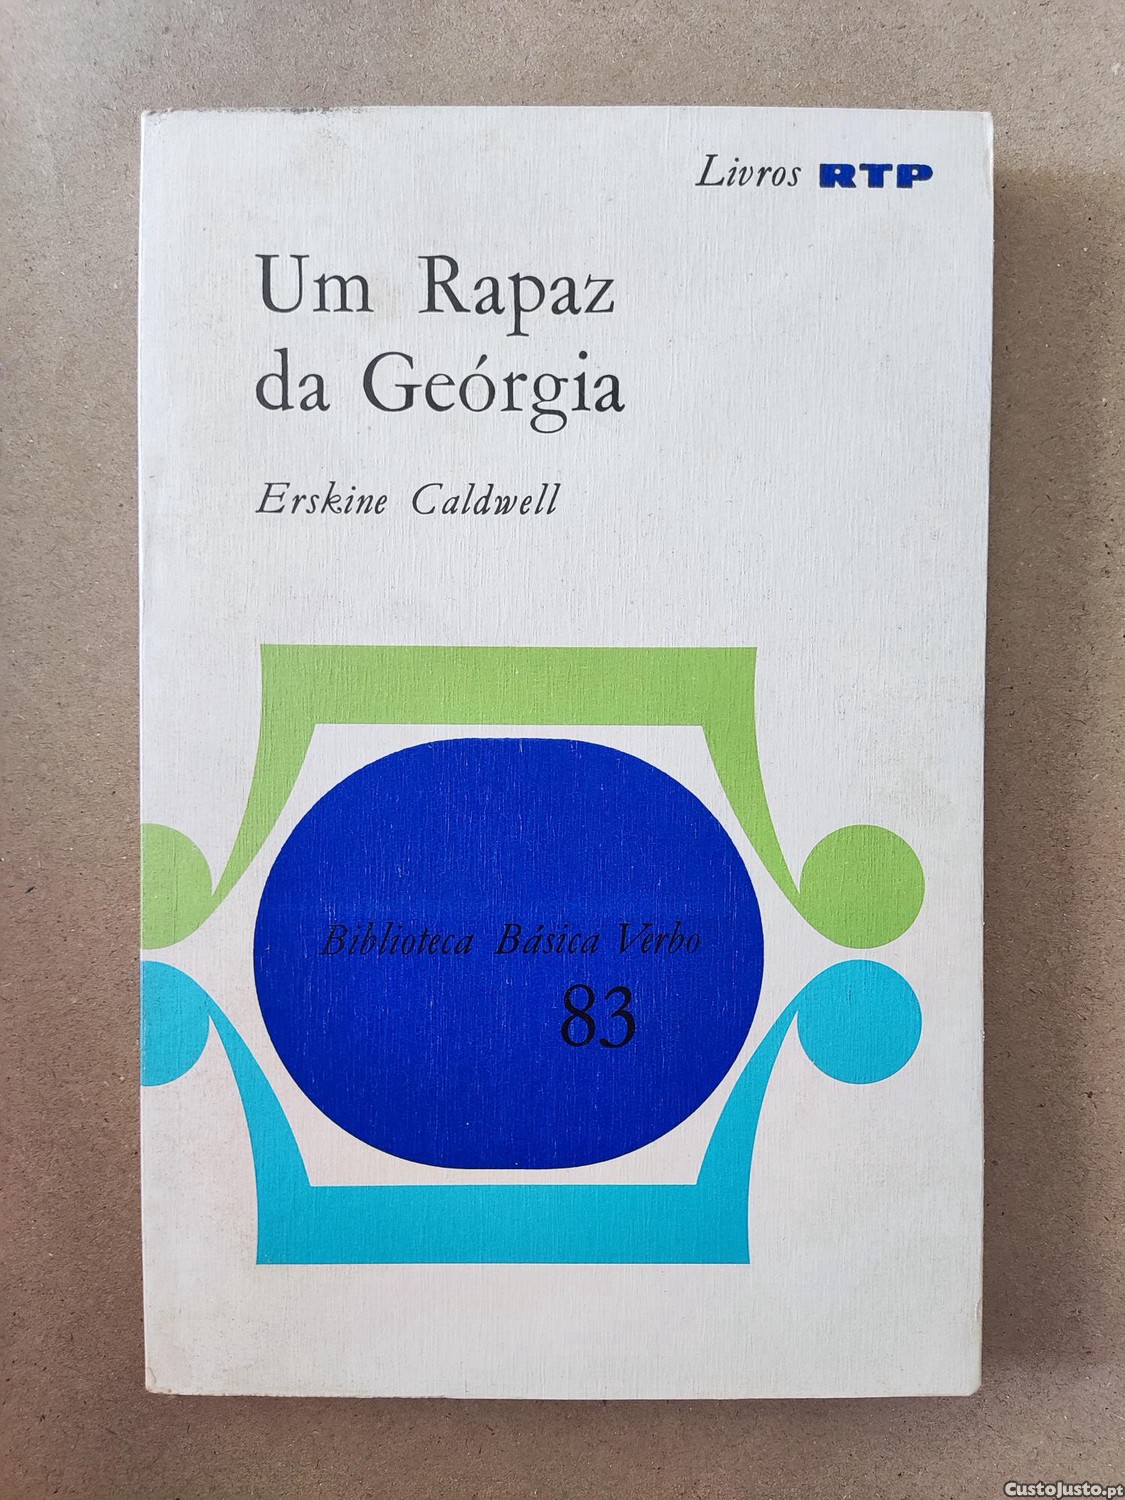 Livros RTP
Um Rapaz
da Geórgia
Erskine Caldwell
Biblioteca Básica Verbo
83
CustoJusto.pt